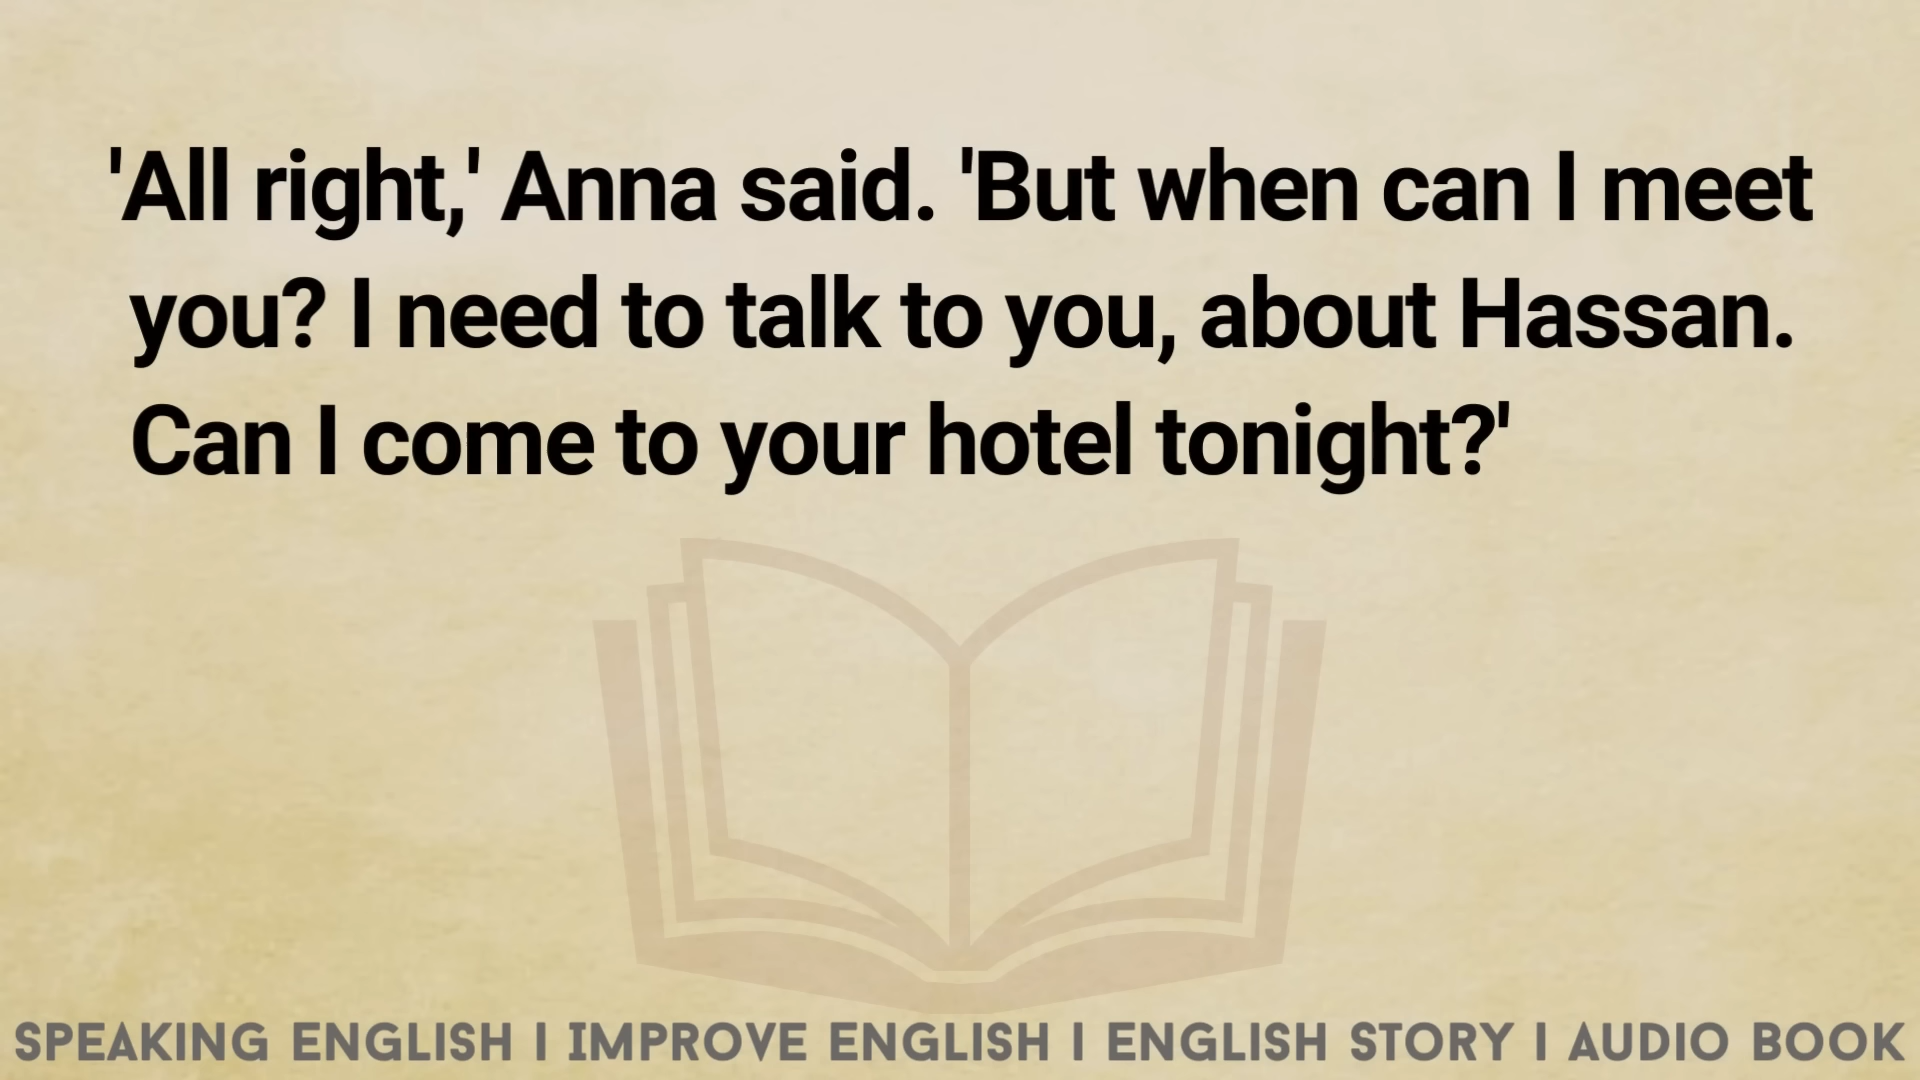 'All right,' Anna said. 'But when can I meet
you? I need to talk to you, about Hassan.
Can I come to your hotel tonight?'
SPEAKING ENGLISH I IMPROVE ENGLISH I ENGLISH STORY I AUDIO BOOK